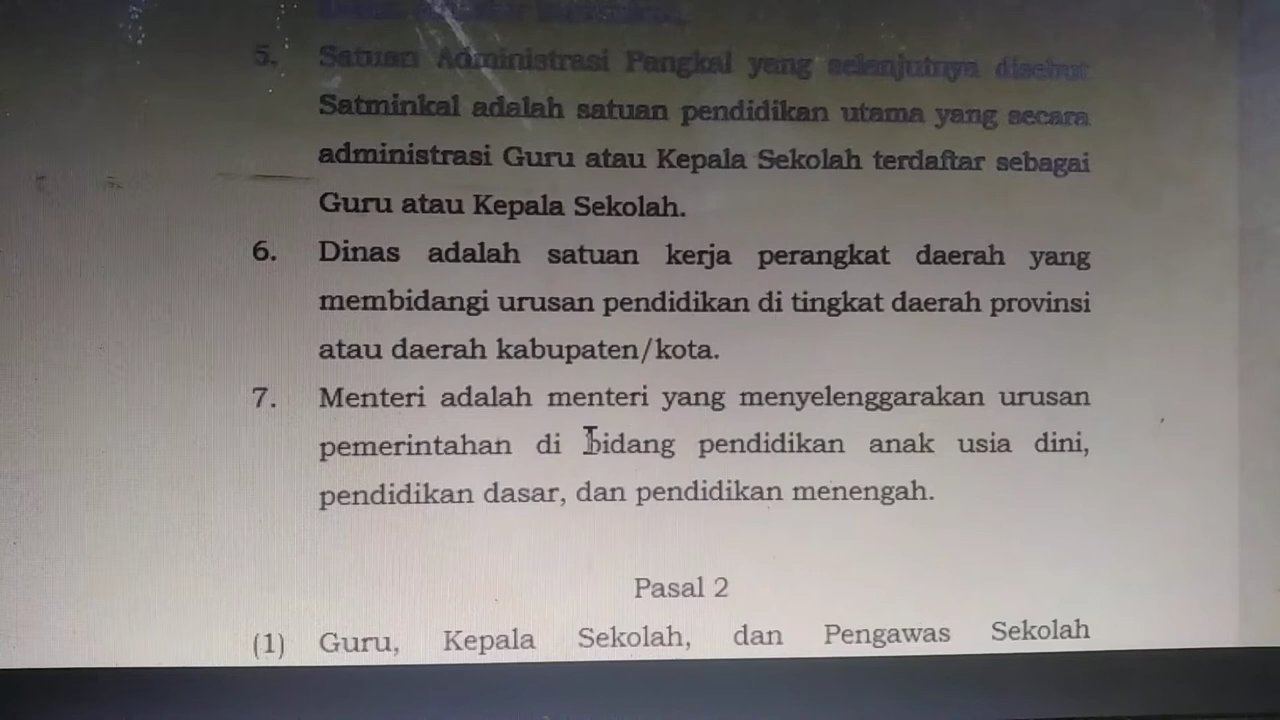 5. Satuan Administrasi Pangkal yang selanjutnya disebut
Satminkal adalah satuan pendidikan utama yang secara
administrasi Guru atau Kepala Sekolah terdaftar sebagai
Guru atau Kepala Sekolah.
6. Dinas adalah satuan kerja perangkat daerah yang
membidangi urusan pendidikan di tingkat daerah provinsi
atau daerah kabupaten/kota.
7. Menteri adalah menteri yang menyelenggarakan urusan
pemerintahan di bidang pendidikan anak usia dini,
pendidikan dasar, dan pendidikan menengah.
Pasal 2
(1) Guru, Kepala Sekolah, dan Pengawas Sekolah